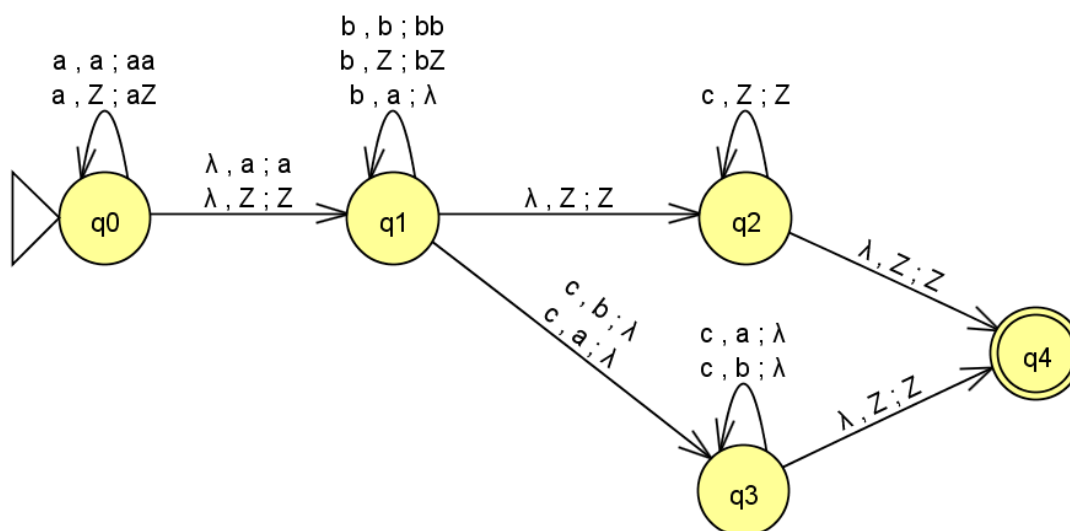 b , b ; bb
b , Z ; bZ
b , a ; λ
a , a ; aa
a , Z ; aZ
c , Z ; Z
λ , a ; a
λ , Z ; Z
λ , Z ; Z
q0
q1
q2
λ , Z ; Z
c , b ; λ
c , a ; λ
c , a ; λ
c , b ; λ
q4
λ , Z ; Z
q3